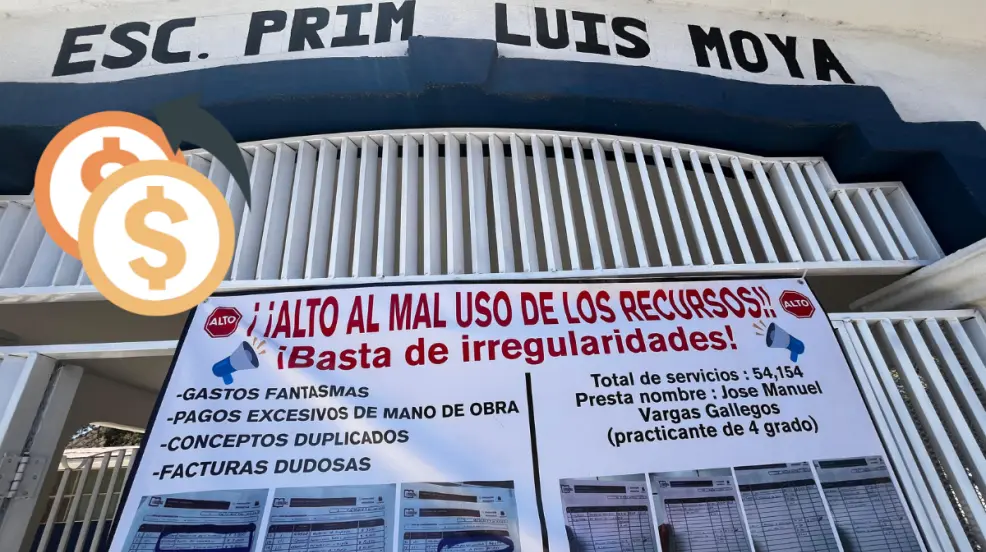 ESC. PRIM LUIS MOYA
$
$
ALTO
¡¡ALTO AL MAL USO DE LOS RECURSOS!!
ALTO
¡Basta de irregularidades!
-GASTOS FANTASMAS
-PAGOS EXCESIVOS DE MANO DE OBRA
-CONCEPTOS DUPLICADOS
-FACTURAS DUDOSAS
Total de servicios : 54,154
Presta nombre : Jose Manuel
Vargas Gallegos
(practicante de 4 grado)